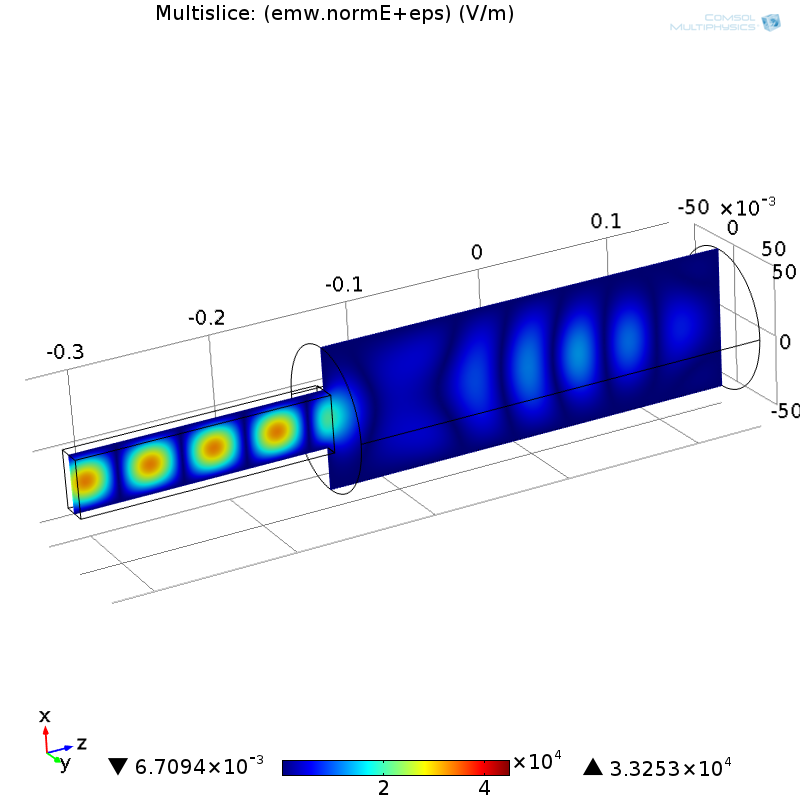 Multislice: (emw.normE+eps) (V/m)
COMSOL
MULTIPHYSICS
-50 ×10⁻³
0
50
0.1
0
-0.1
-0.2
-0.3
50
0
-50
x
z
y
▼ 6.7094×10⁻³
2
4
×10⁴
▲ 3.3253×10⁴